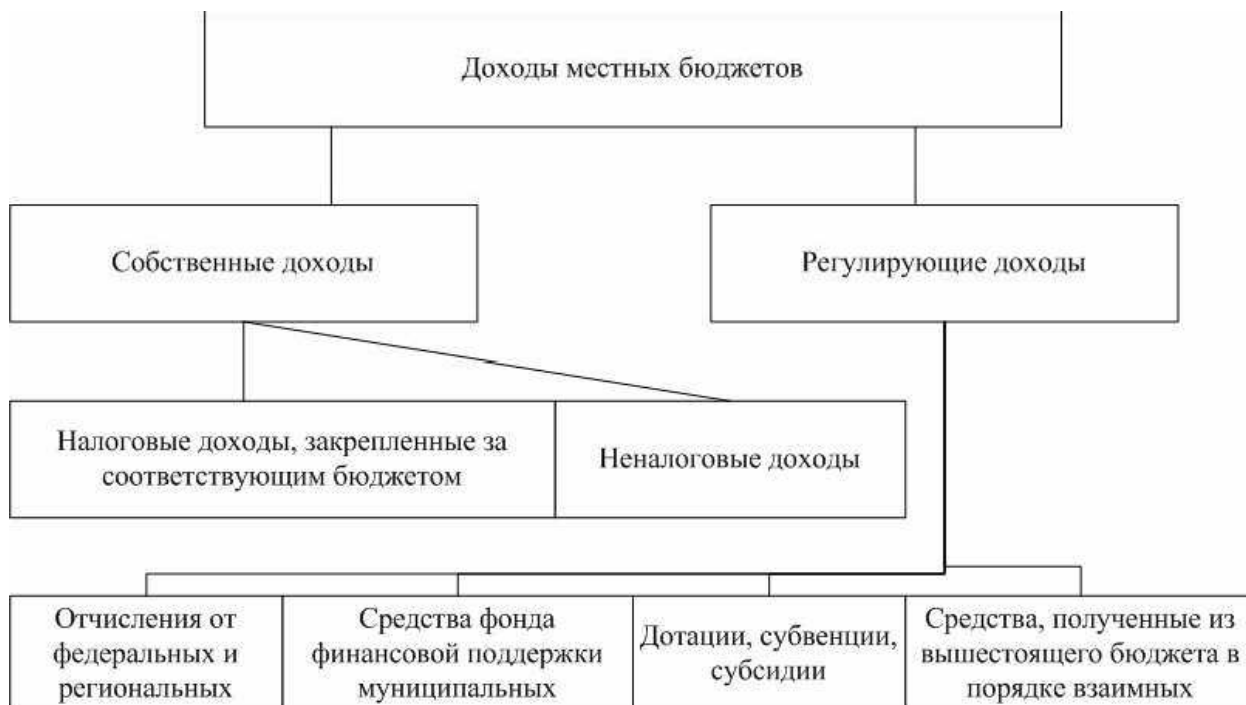 Доходы местных бюджетов
Собственные доходы
Регулирующие доходы
Налоговые доходы, закрепленные за
соответствующим бюджетом
Неналоговые доходы
Отчисления от
федеральных и
региональных
Средства фонда
финансовой поддержки
муниципальных
Дотации, субвенции,
субсидии
Средства, полученные из
вышестоящего бюджета в
порядке взаимных